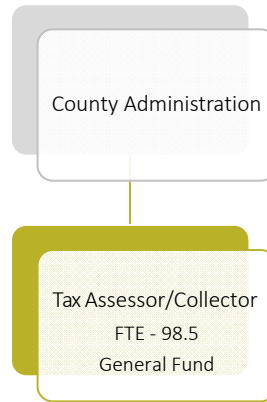 County Administration
Tax Assessor/Collector
FTE - 98.5
General Fund